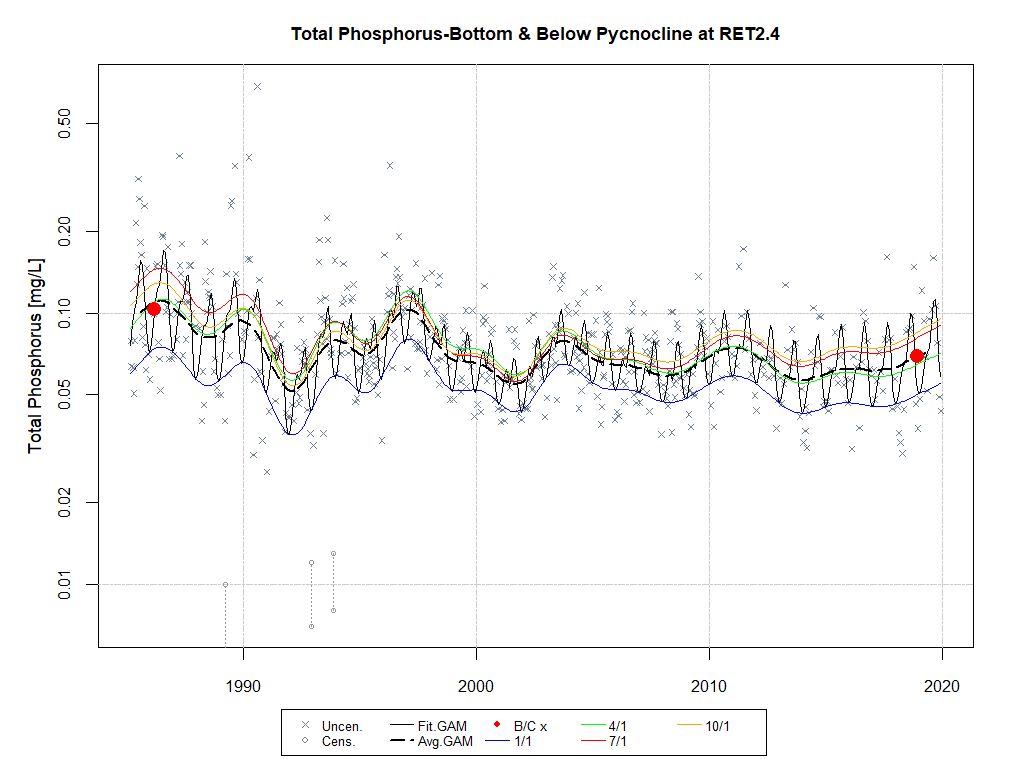 Total Phosphorus-Bottom & Below Pycnocline at RET2.4
Total Phosphorus [mg/L]
0.50
0.20
0.10
0.05
0.02
0.01
1990 2000 2010 2020
Uncen. Fit.GAM B/C x 4/1 10/1
Cens. Avg.GAM 1/1 7/1